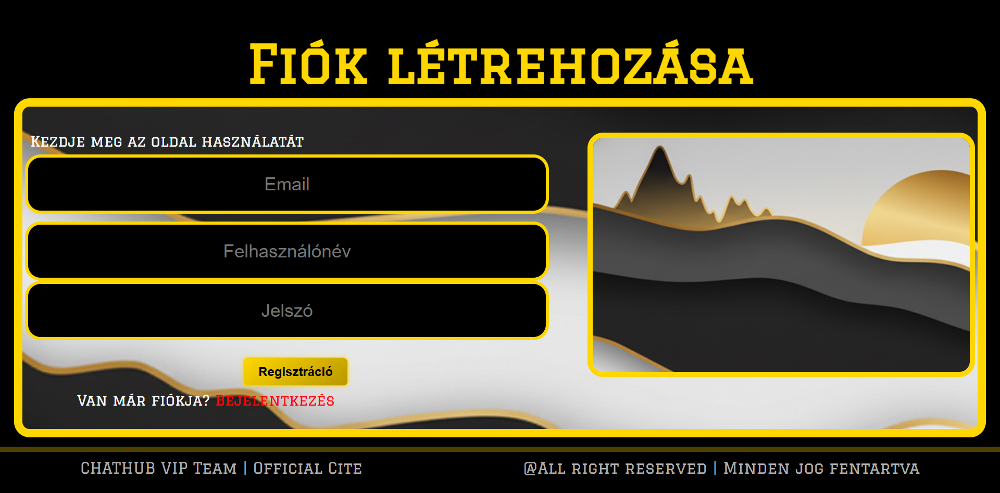 Fiók létrehozása
Kezdje meg az oldal használatát
Email
Felhasználónév
Jelszó
Regisztráció
Van már fiókja? Bejelentkezés
CHATHUB VIP Team | Official Cite
@All right reserved | Minden jog fentartva